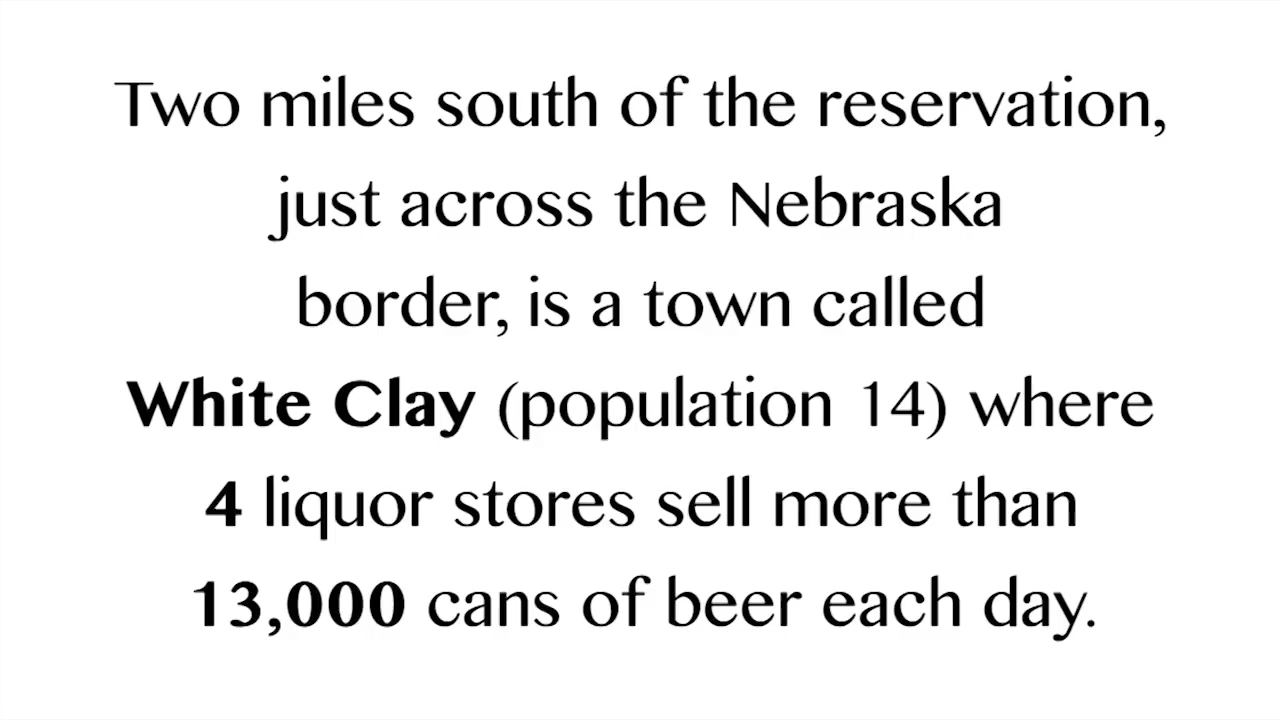 Two miles south of the reservation,
just across the Nebraska
border, is a town called
White Clay (population 14) where
4 liquor stores sell more than
13,000 cans of beer each day.